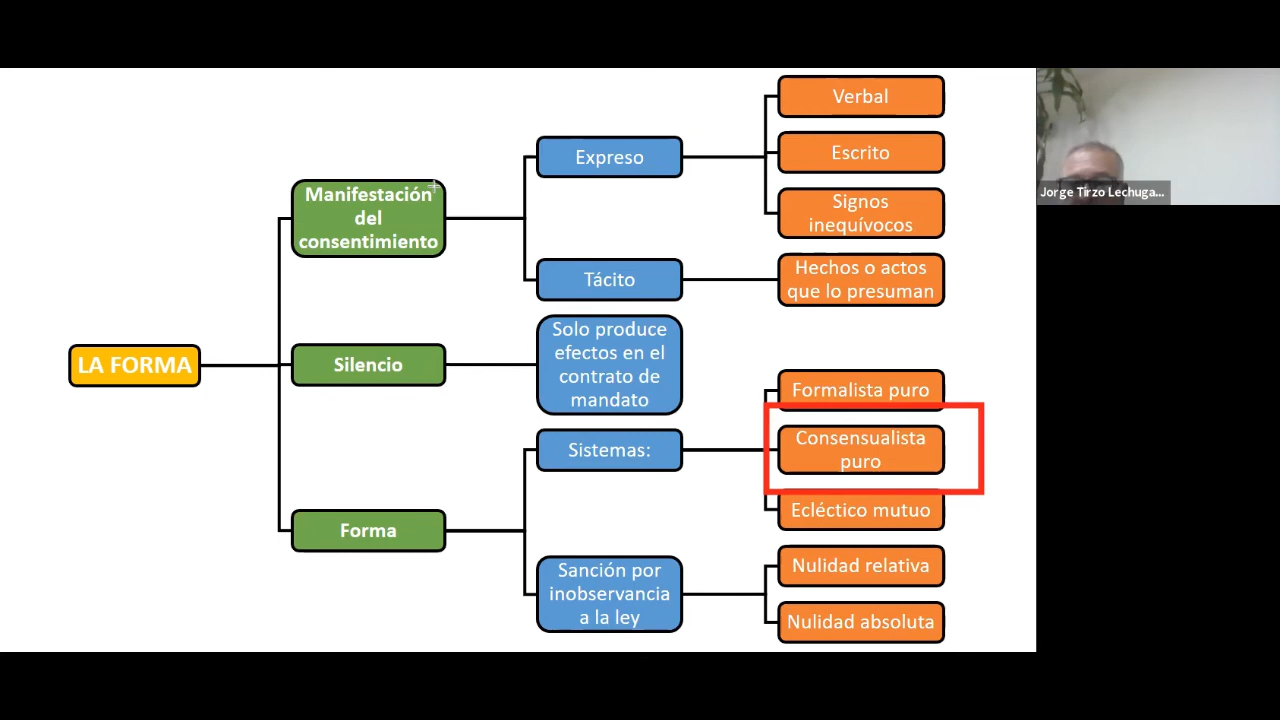 LA FORMA
Manifestación
del
consentimiento
Expreso
Verbal
Escrito
Signos
inequívocos
Tácito
Hechos o actos
que lo presuman
Silencio
Solo produce
efectos en el
contrato de
mandato
Forma
Sistemas:
Formalista puro
Consensualista
puro
Ecléctico mutuo
Sanción por
inobservancia
a la ley
Nulidad relativa
Nulidad absoluta
Jorge Tirzo Lechuga...